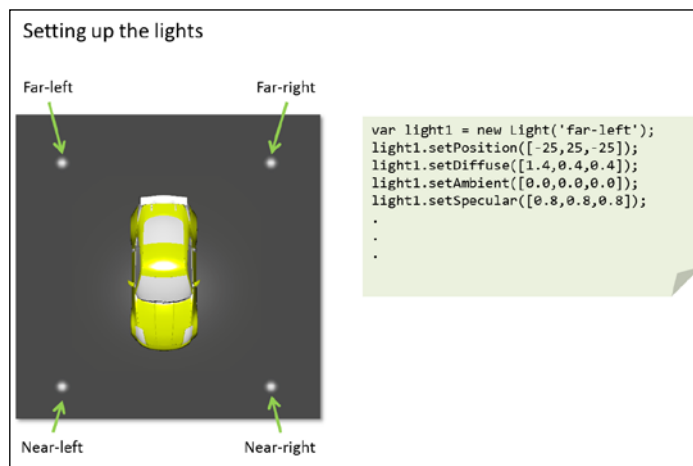 Setting up the lights
Far-left
Far-right
var light1 = new Light('far-left');
light1.setPosition([-25,25,-25]);
light1.setDiffuse([1.4,0.4,0.4]);
light1.setAmbient([0.0,0.0,0.0]);
light1.setSpecular([0.8,0.8,0.8]);
.
.
.
Near-left
Near-right